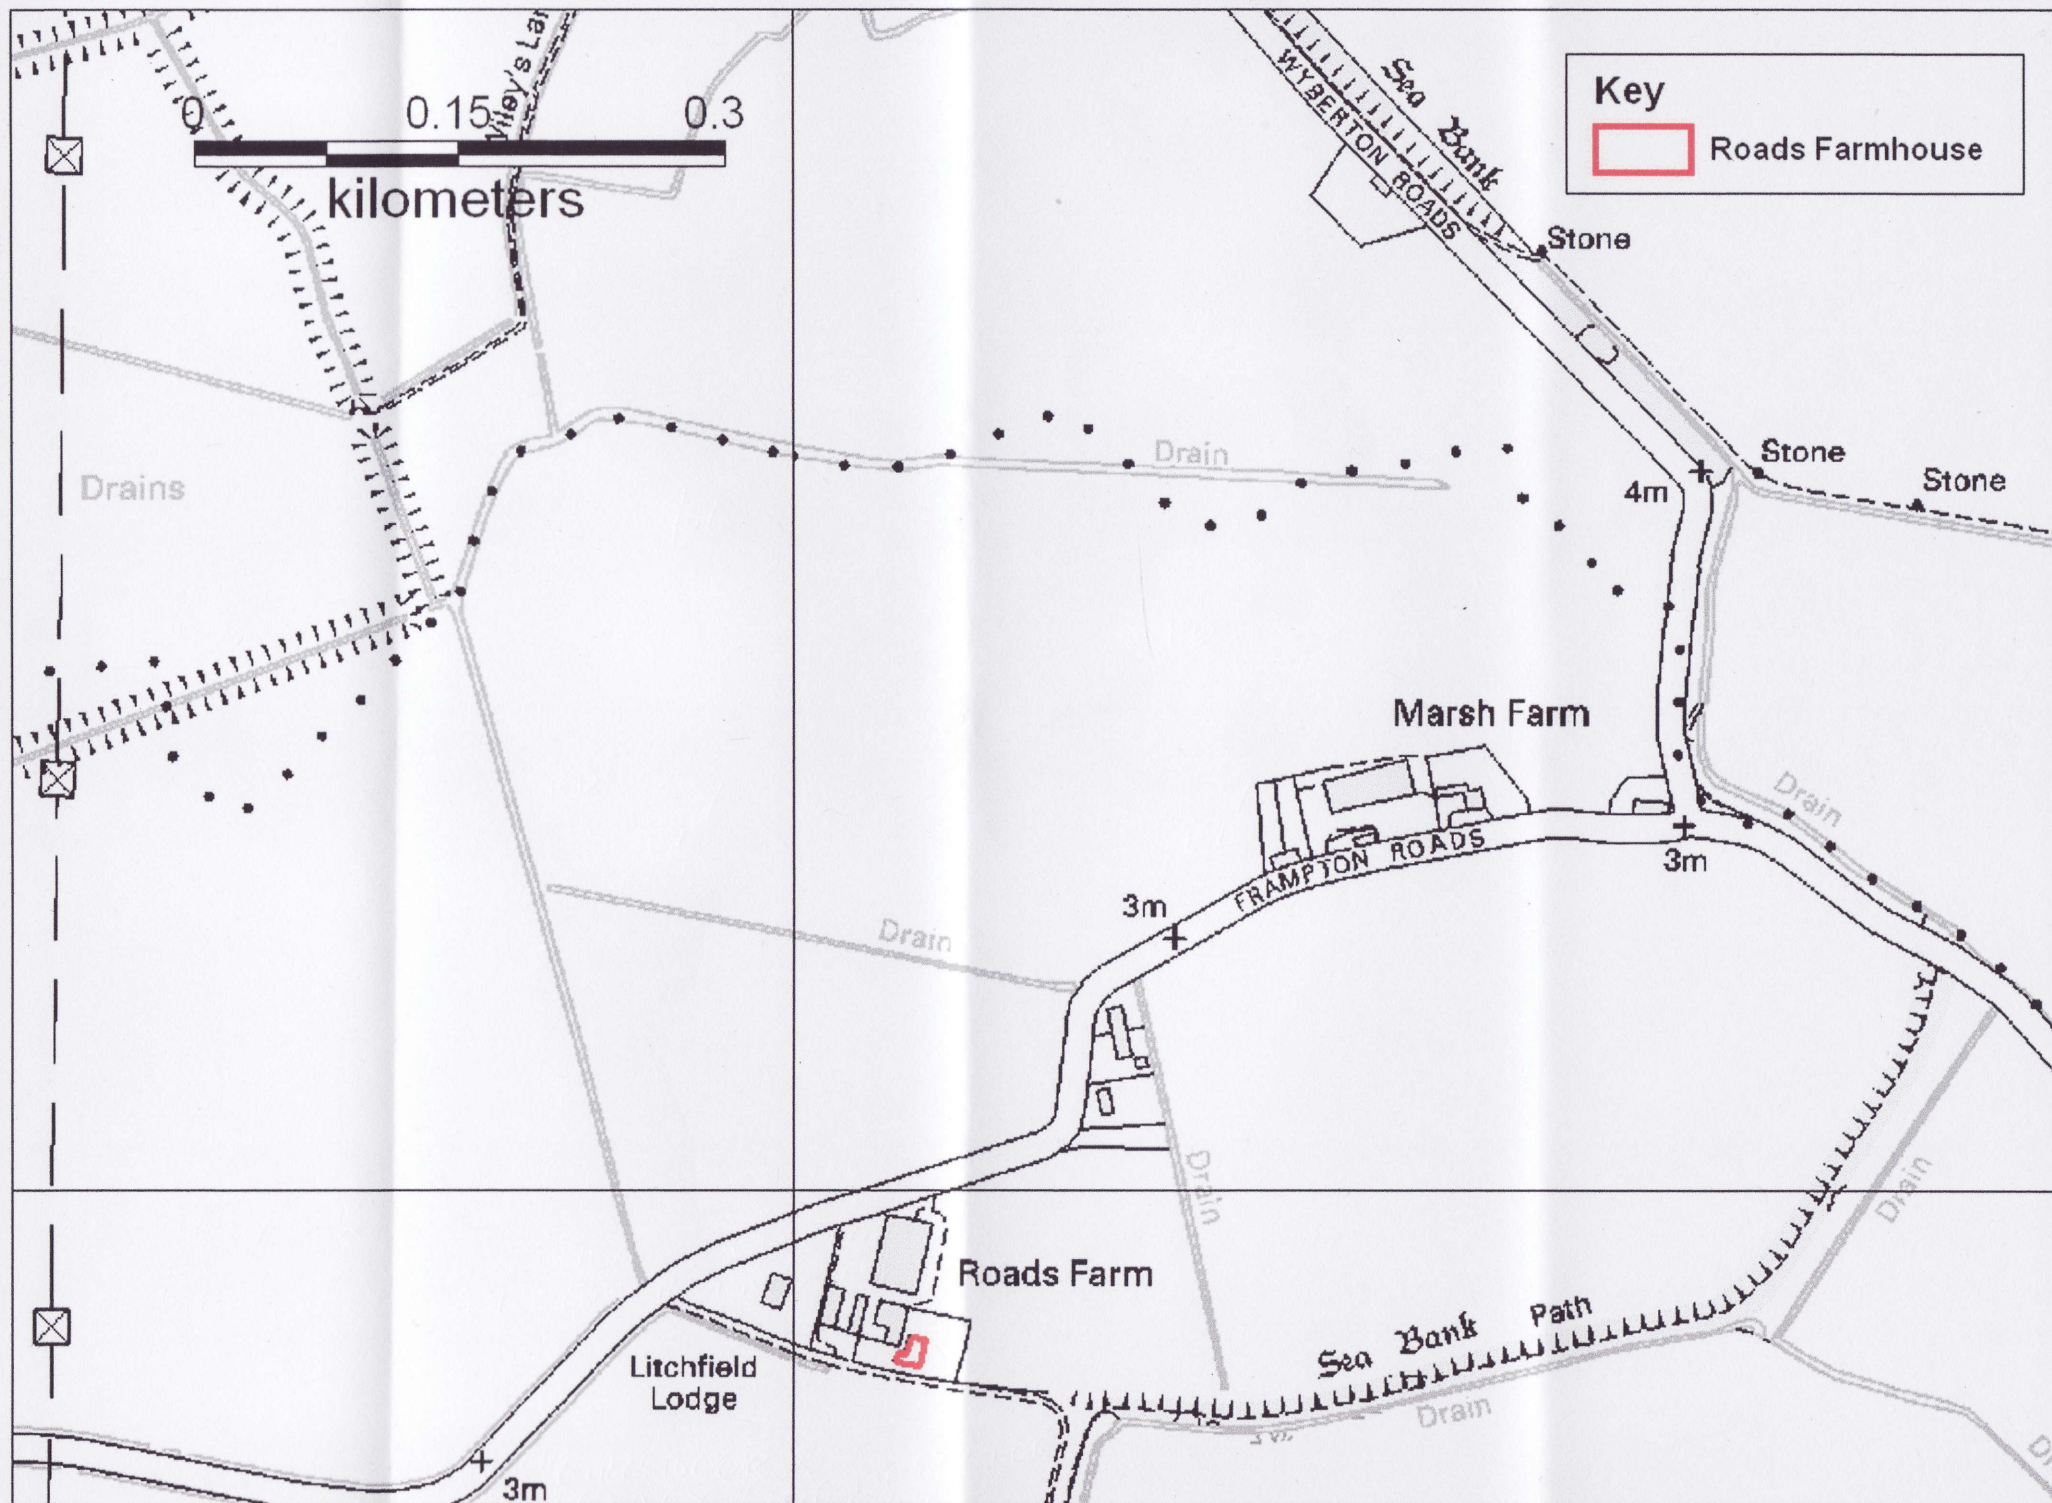 Viley's Lan
0 0.15 0.3
kilometers
Sea Bank
WYBERTON ROADS
Key
Roads Farmhouse
Stone
Stone
Stone
4m
Drain
Drains
Marsh Farm
FRAMPTON ROADS
3m
Drain
3m
Drain
Drain
Drain
Roads Farm
Litchfield
Lodge
Sea Bank Path
Drain
3m